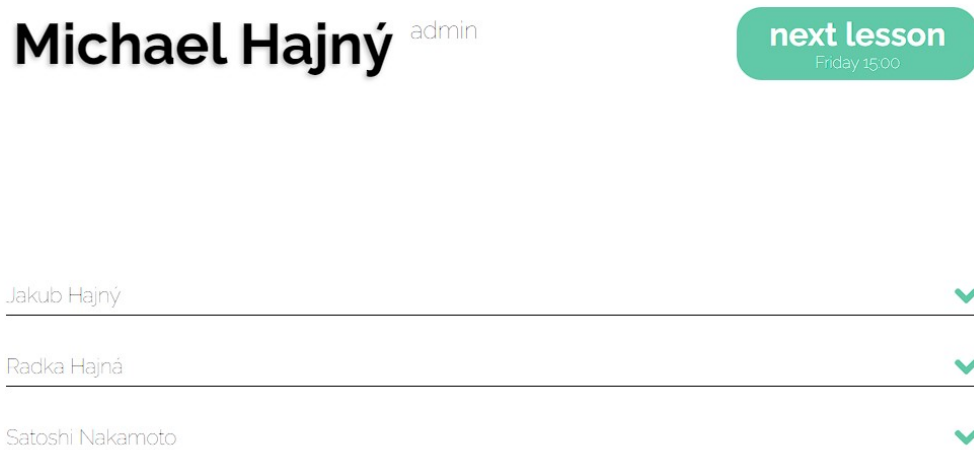 Michael Hajný admin
next lesson
Friday 15:00
Jakub Hajný
Radka Hajná
Satoshi Nakamoto